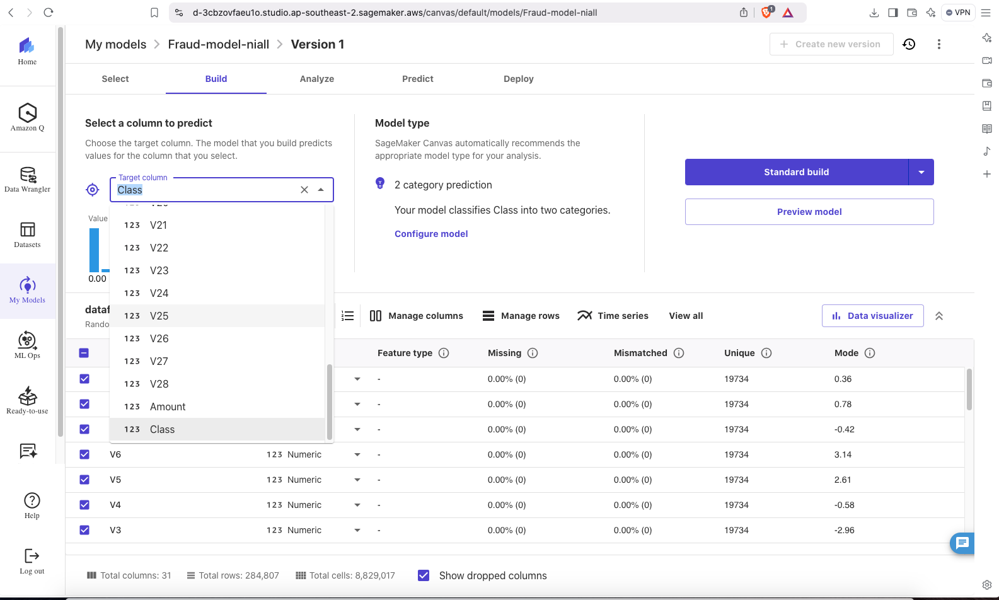 d-3cbzovfaeu1o.studio.ap-southeast-2.sagemaker.aws/canvas/default/models/Fraud-model-niall
1
VPN
Home
Amazon Q
Data Wrangler
Datasets
My Models
ML Ops
Ready-to-use
Help
Log out
My models > Fraud-model-niall > Version 1
+ Create new version
Select
Build
Analyze
Predict
Deploy
Select a column to predict
Choose the target column. The model that you build predicts
values for the column that you select.
Target column
Class
Value
0.00
123 V21
123 V22
123 V23
123 V24
123 V25
123 V26
123 V27
123 V28
123 Amount
123 Class
Model type
SageMaker Canvas automatically recommends the
appropriate model type for your analysis.
2 category prediction
Your model classifies Class into two categories.
Configure model
Standard build
Preview model
dataf
Rando
Manage columns
Manage rows
Time series
View all
Data visualizer
Feature type Missing Mismatched Unique Mode
- 0.00% (0) 0.00% (0) 19734 0.36
- 0.00% (0) 0.00% (0) 19734 0.78
- 0.00% (0) 0.00% (0) 19734 -0.42
V6 123 Numeric - 0.00% (0) 0.00% (0) 19734 3.14
V5 123 Numeric - 0.00% (0) 0.00% (0) 19734 2.61
V4 123 Numeric - 0.00% (0) 0.00% (0) 19734 -0.58
V3 123 Numeric - 0.00% (0) 0.00% (0) 19734 -2.96
Total columns: 31 Total rows: 284,807 Total cells: 8,829,017 Show dropped columns